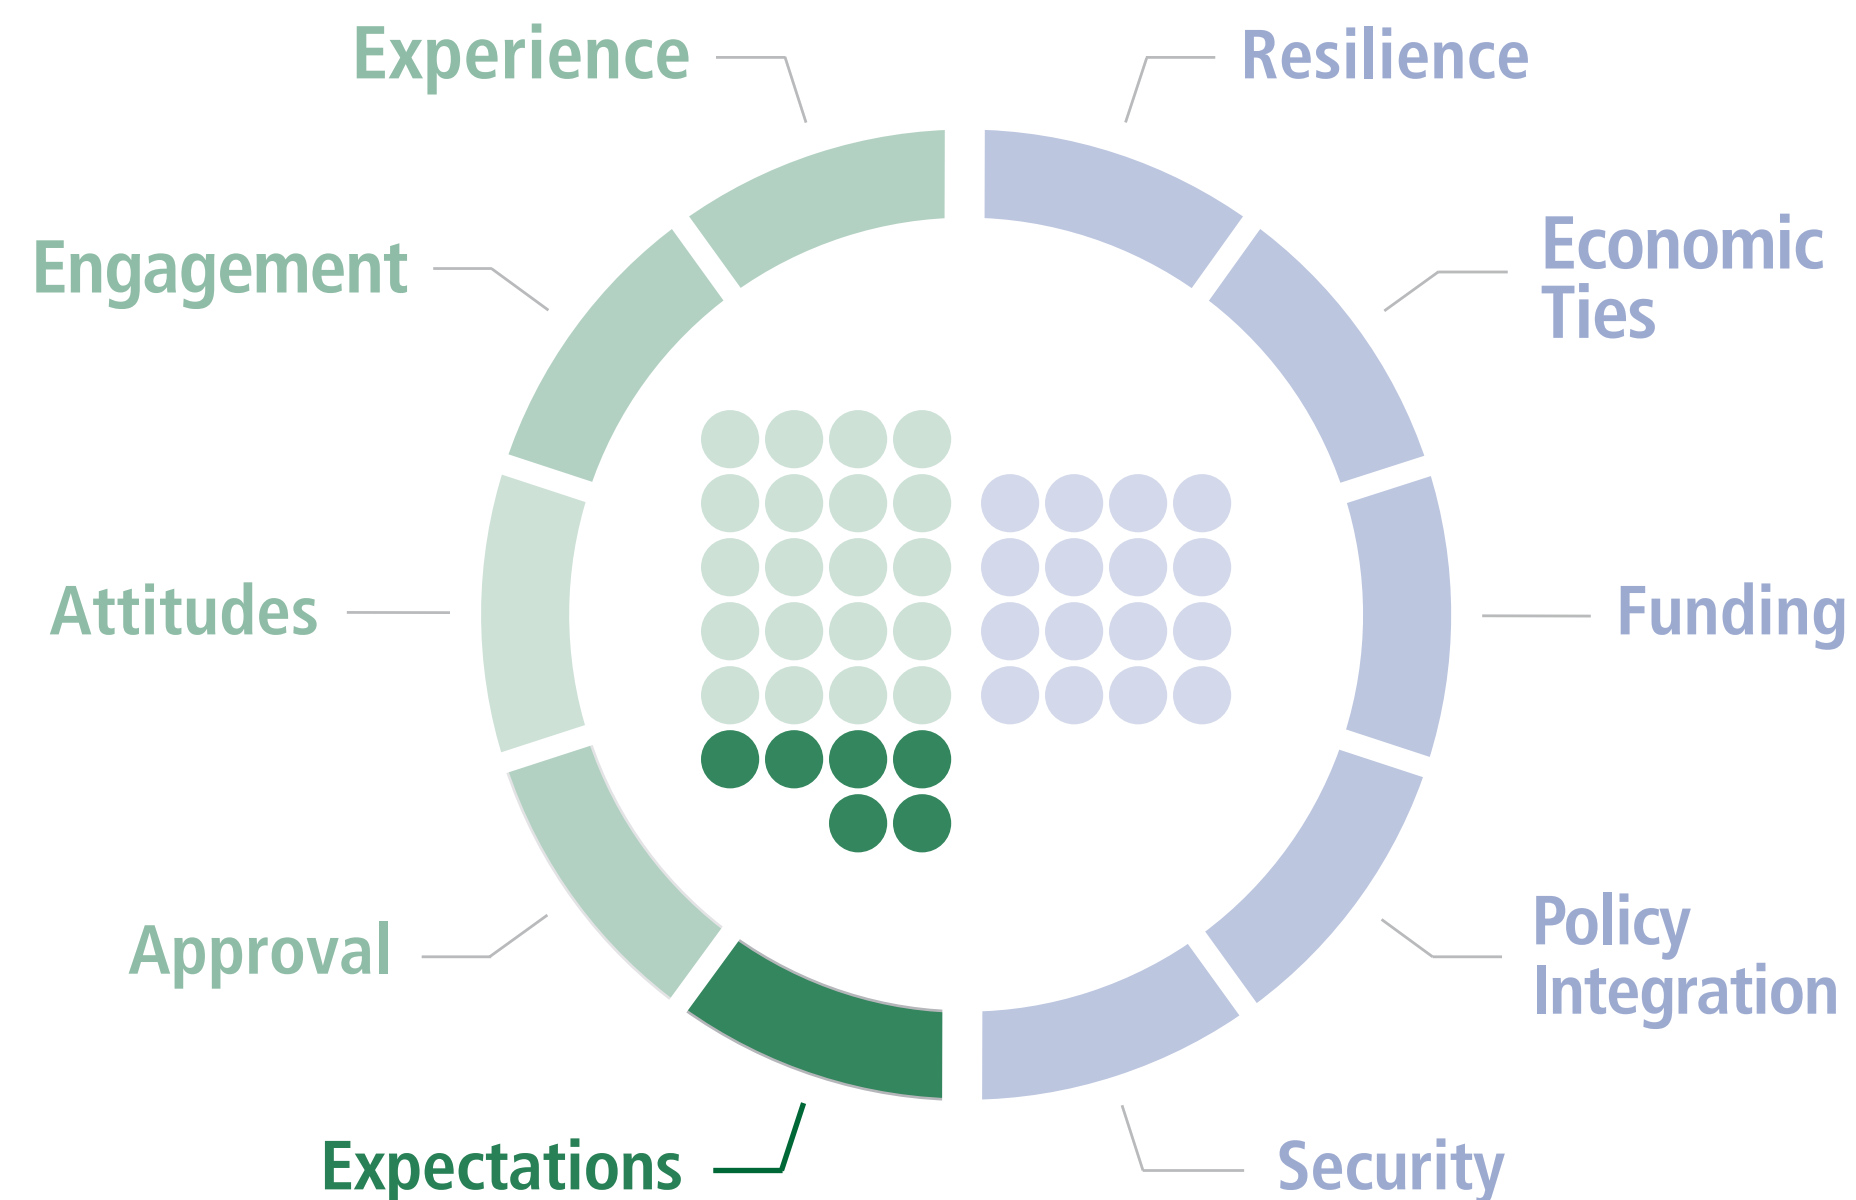 Experience
Resilience
Engagement
Economic
Ties
Attitudes
Funding
Approval
Policy
Integration
Expectations
Security